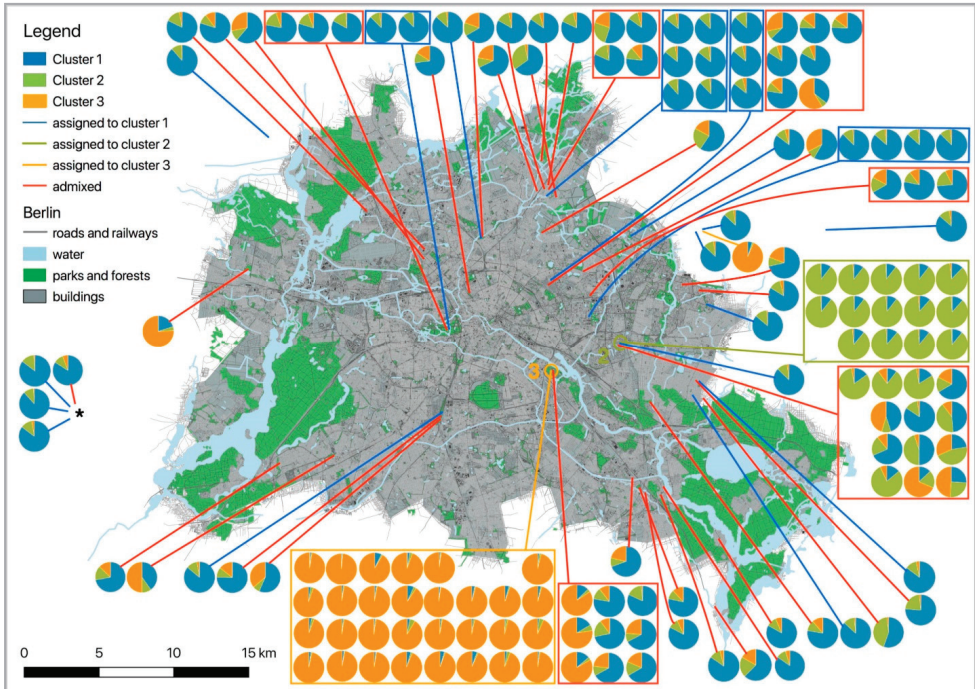 Legend
Cluster 1
Cluster 2
Cluster 3
assigned to cluster 1
assigned to cluster 2
assigned to cluster 3
admixed
Berlin
roads and railways
water
parks and forests
buildings
*
2
3
0 5 10 15 km